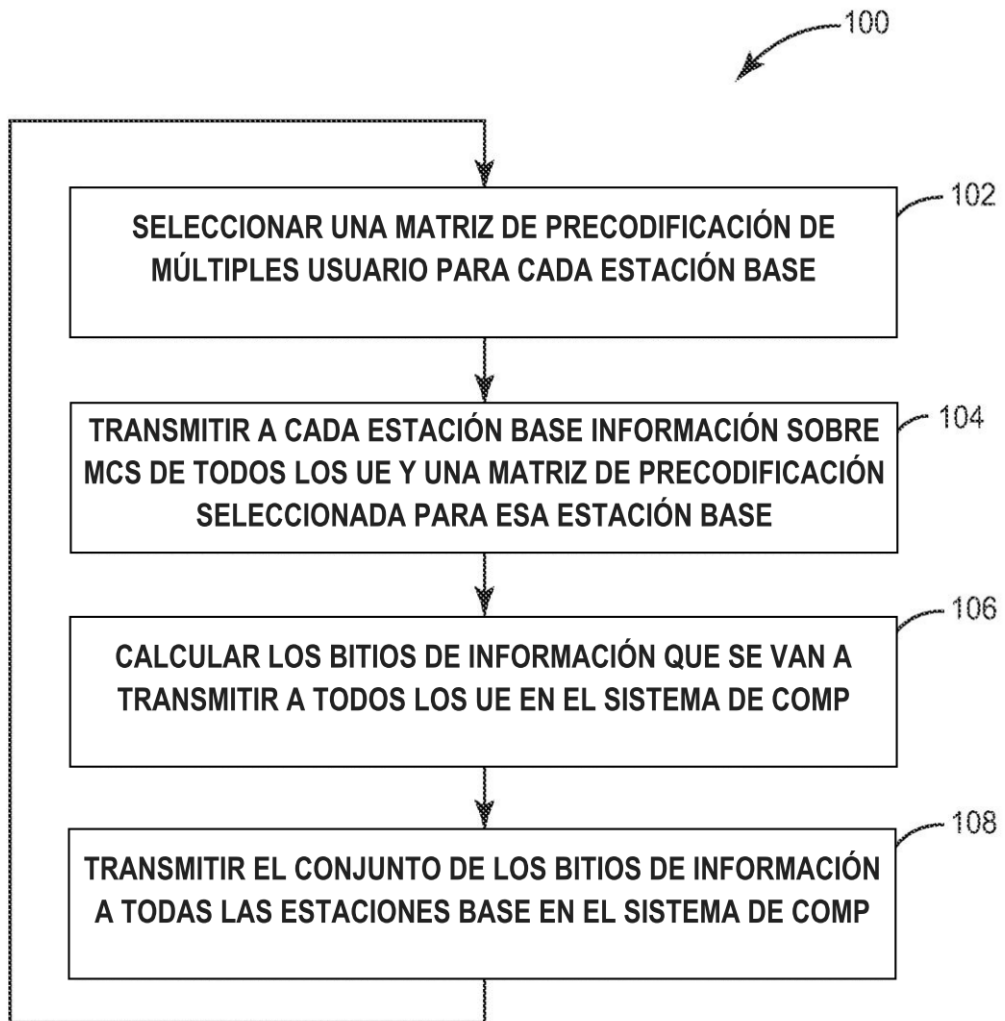 100
102
SELECCIONAR UNA MATRIZ DE PRECODIFICACIÓN DE
MÚLTIPLES USUARIO PARA CADA ESTACIÓN BASE
104
TRANSMITIR A CADA ESTACIÓN BASE INFORMACIÓN SOBRE
MCS DE TODOS LOS UE Y UNA MATRIZ DE PRECODIFICACIÓN
SELECCIONADA PARA ESA ESTACIÓN BASE
106
CALCULAR LOS BITIOS DE INFORMACIÓN QUE SE VAN A
TRANSMITIR A TODOS LOS UE EN EL SISTEMA DE COMP
108
TRANSMITIR EL CONJUNTO DE LOS BITIOS DE INFORMACIÓN
A TODAS LAS ESTACIONES BASE EN EL SISTEMA DE COMP